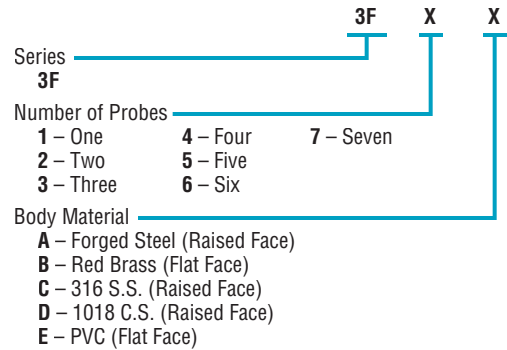 3F X X
Series
3F
Number of Probes
1 – One 4 – Four 7 – Seven
2 – Two 5 – Five
3 – Three 6 – Six
Body Material
A – Forged Steel (Raised Face)
B – Red Brass (Flat Face)
C – 316 S.S. (Raised Face)
D – 1018 C.S. (Raised Face)
E – PVC (Flat Face)